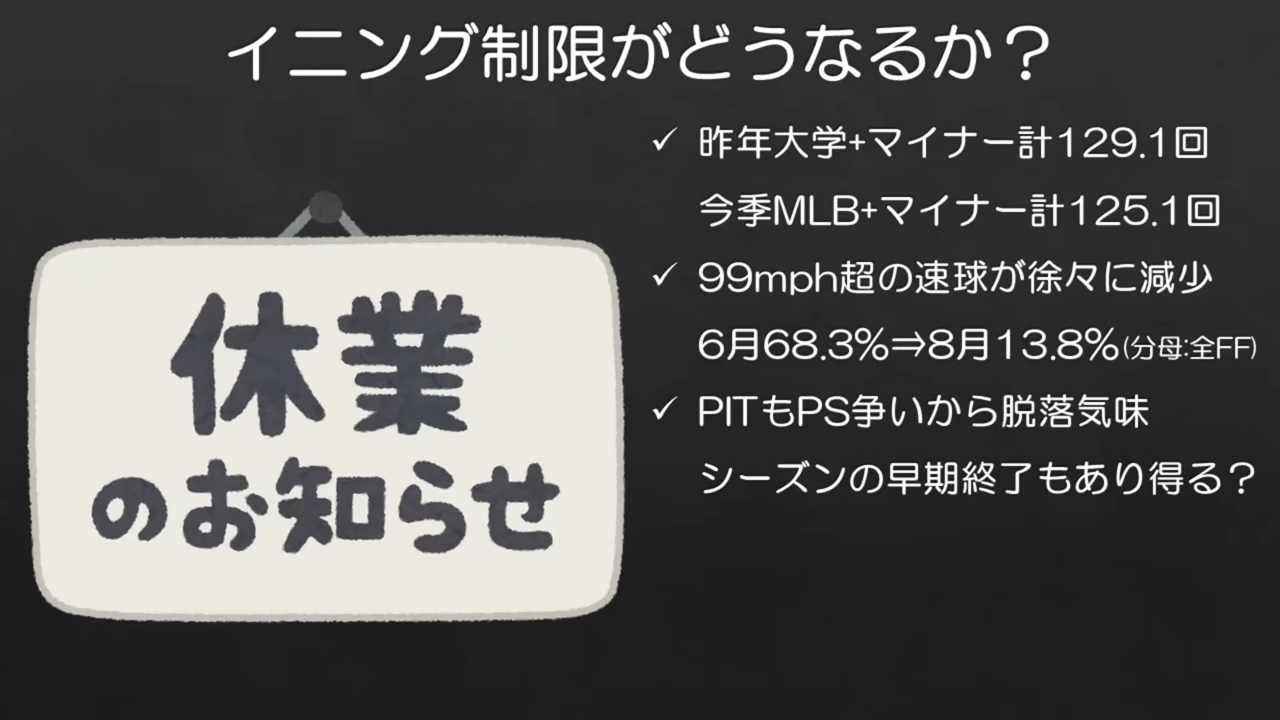 イニング制限がどうなるか？
休業
のお知らせ
✓ 昨年大学+マイナー計129.1回
今季MLB+マイナー計125.1回
✓ 99mph超の速球が徐々に減少
6月68.3%⇒8月13.8%(分母:全FF)
✓ PITもPS争いから脱落気味
シーズンの早期終了もあり得る？